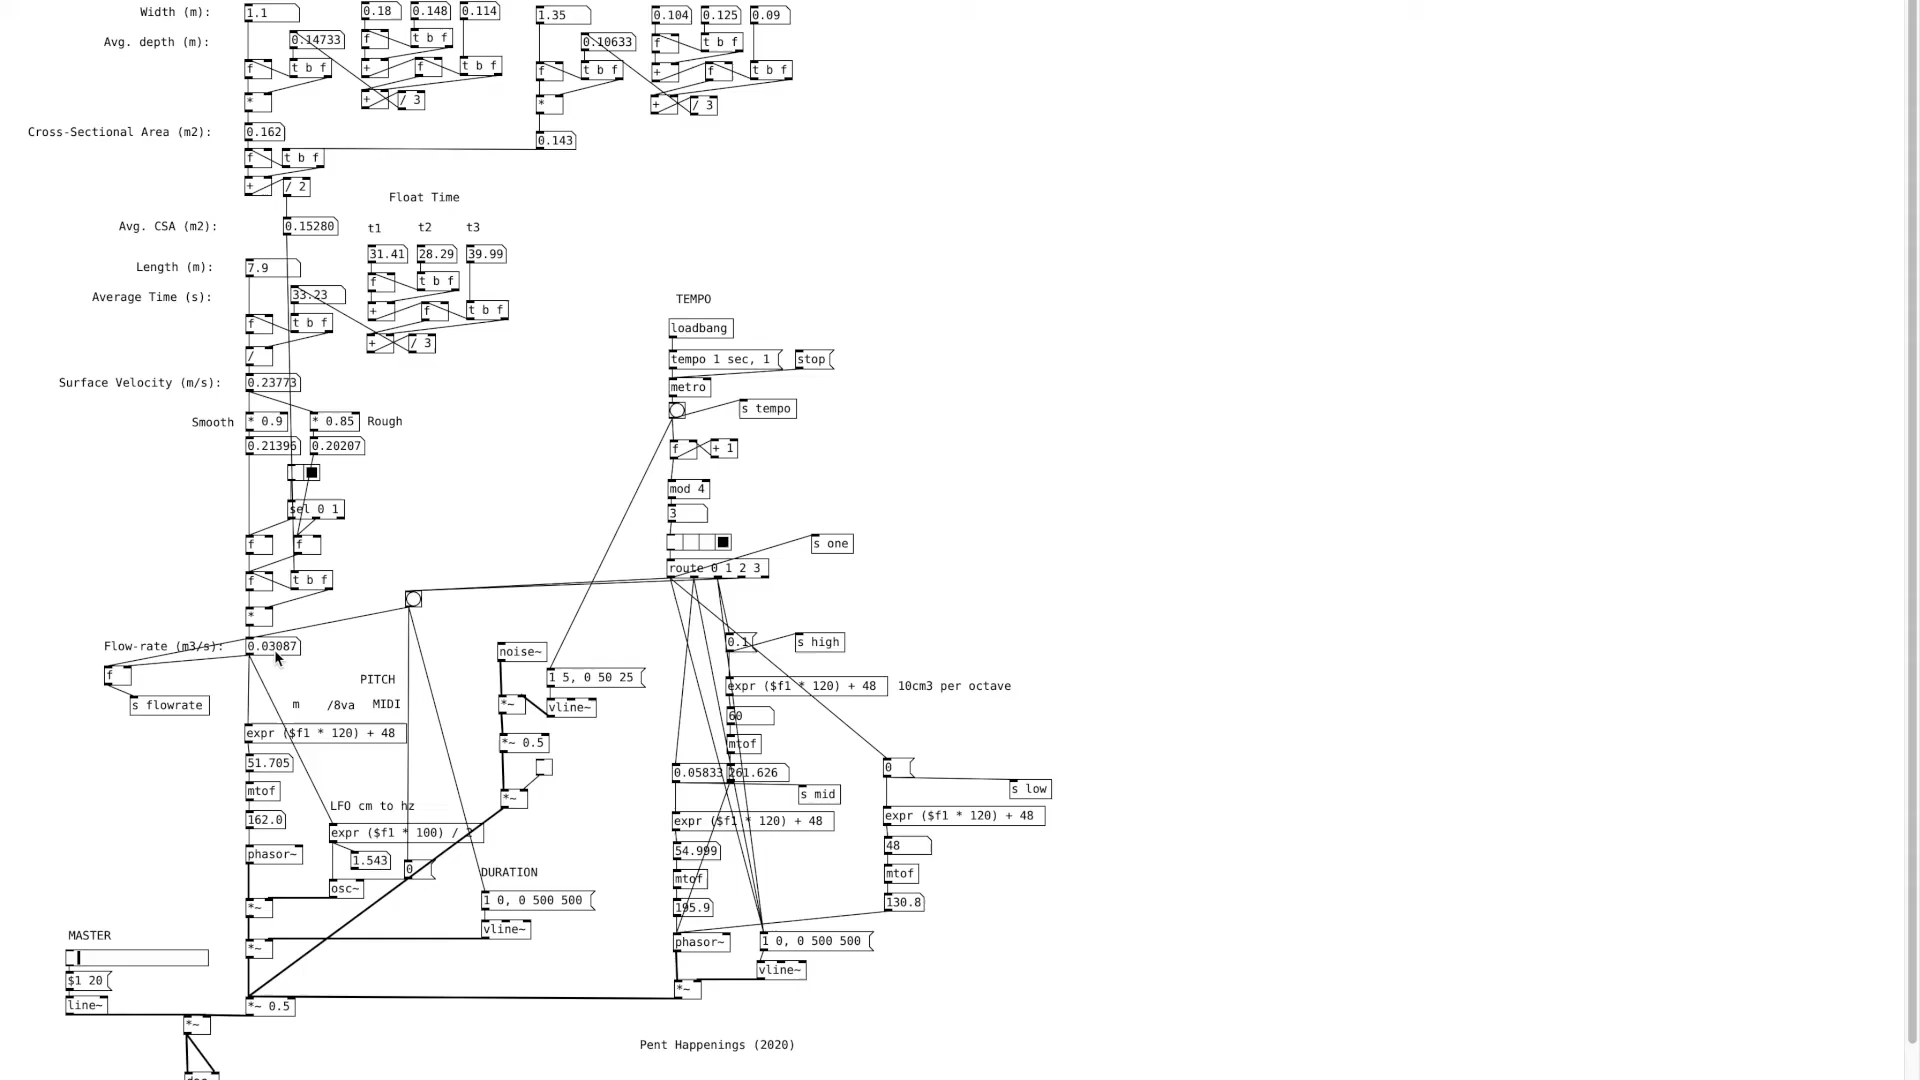 Width (m): 1.1 0.18 0.148 0.114 1.35 0.104 0.125 0.09
Avg. depth (m): 0.14733 f t b f 0.10633 f t b f
f t b f + f t b f f t b f + f t b f
* + / 3 * + / 3
Cross-Sectional Area (m2): 0.162 0.143
f t b f
+ / 2
Float Time
Avg. CSA (m2): 0.15280 t1 t2 t3
31.41 28.29 39.99
Length (m): 7.9 f t b f
Average Time (s): 33.23 TEMPO
f t b f + f t b f
loadbang
/ + / 3
tempo 1 sec, 1 stop
Surface Velocity (m/s): 0.23773 metro
s tempo
Smooth * 0.9 * 0.85 Rough
0.21396 0.20207 f + 1
mod 4
sel 0 1 3
f f s one
route 0 1 2 3
f t b f
*
Flow-rate (m3/s): 0.03087 noise~ 0.1 s high
f 1 5, 0 50 25
PITCH expr ($f1 * 120) + 48 10cm3 per octave
s flowrate m /8va MIDI *~ vline~
60
expr ($f1 * 120) + 48 *~ 0.5 mtof
51.705 0.05833 261.626 0
mtof s mid s low
LFO cm to hz *~
162.0 expr ($f1 * 120) + 48 expr ($f1 * 120) + 48
expr ($f1 * 100) / 2
phasor~ 1.543 0 54.999 48
DURATION mtof mtof
osc~
*~ 1 0, 0 500 500 195.9 130.8
MASTER vline~
*~ phasor~ 1 0, 0 500 500
vline~
$1 20 *~
line~ *~ 0.5
*~
Pent Happenings (2020)